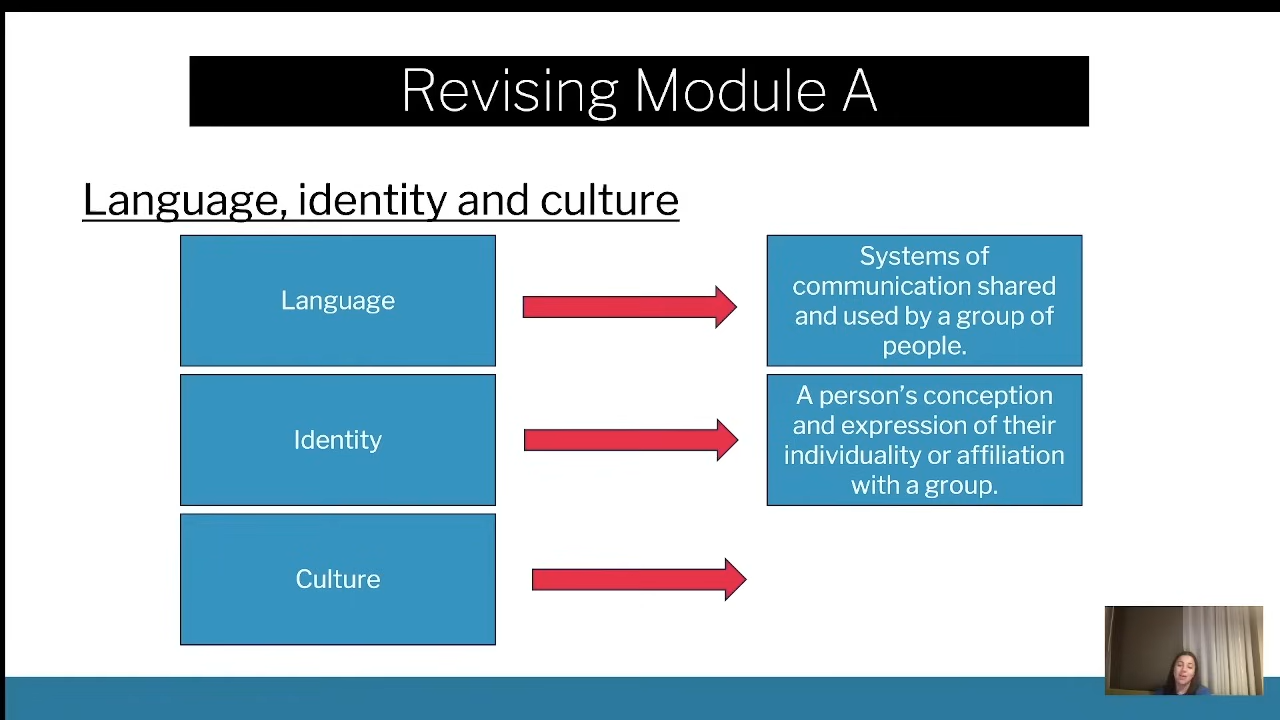 Revising Module A
Language, identity and culture
Language
Systems of
communication shared
and used by a group of
people.
Identity
A person’s conception
and expression of their
individuality or affiliation
with a group.
Culture